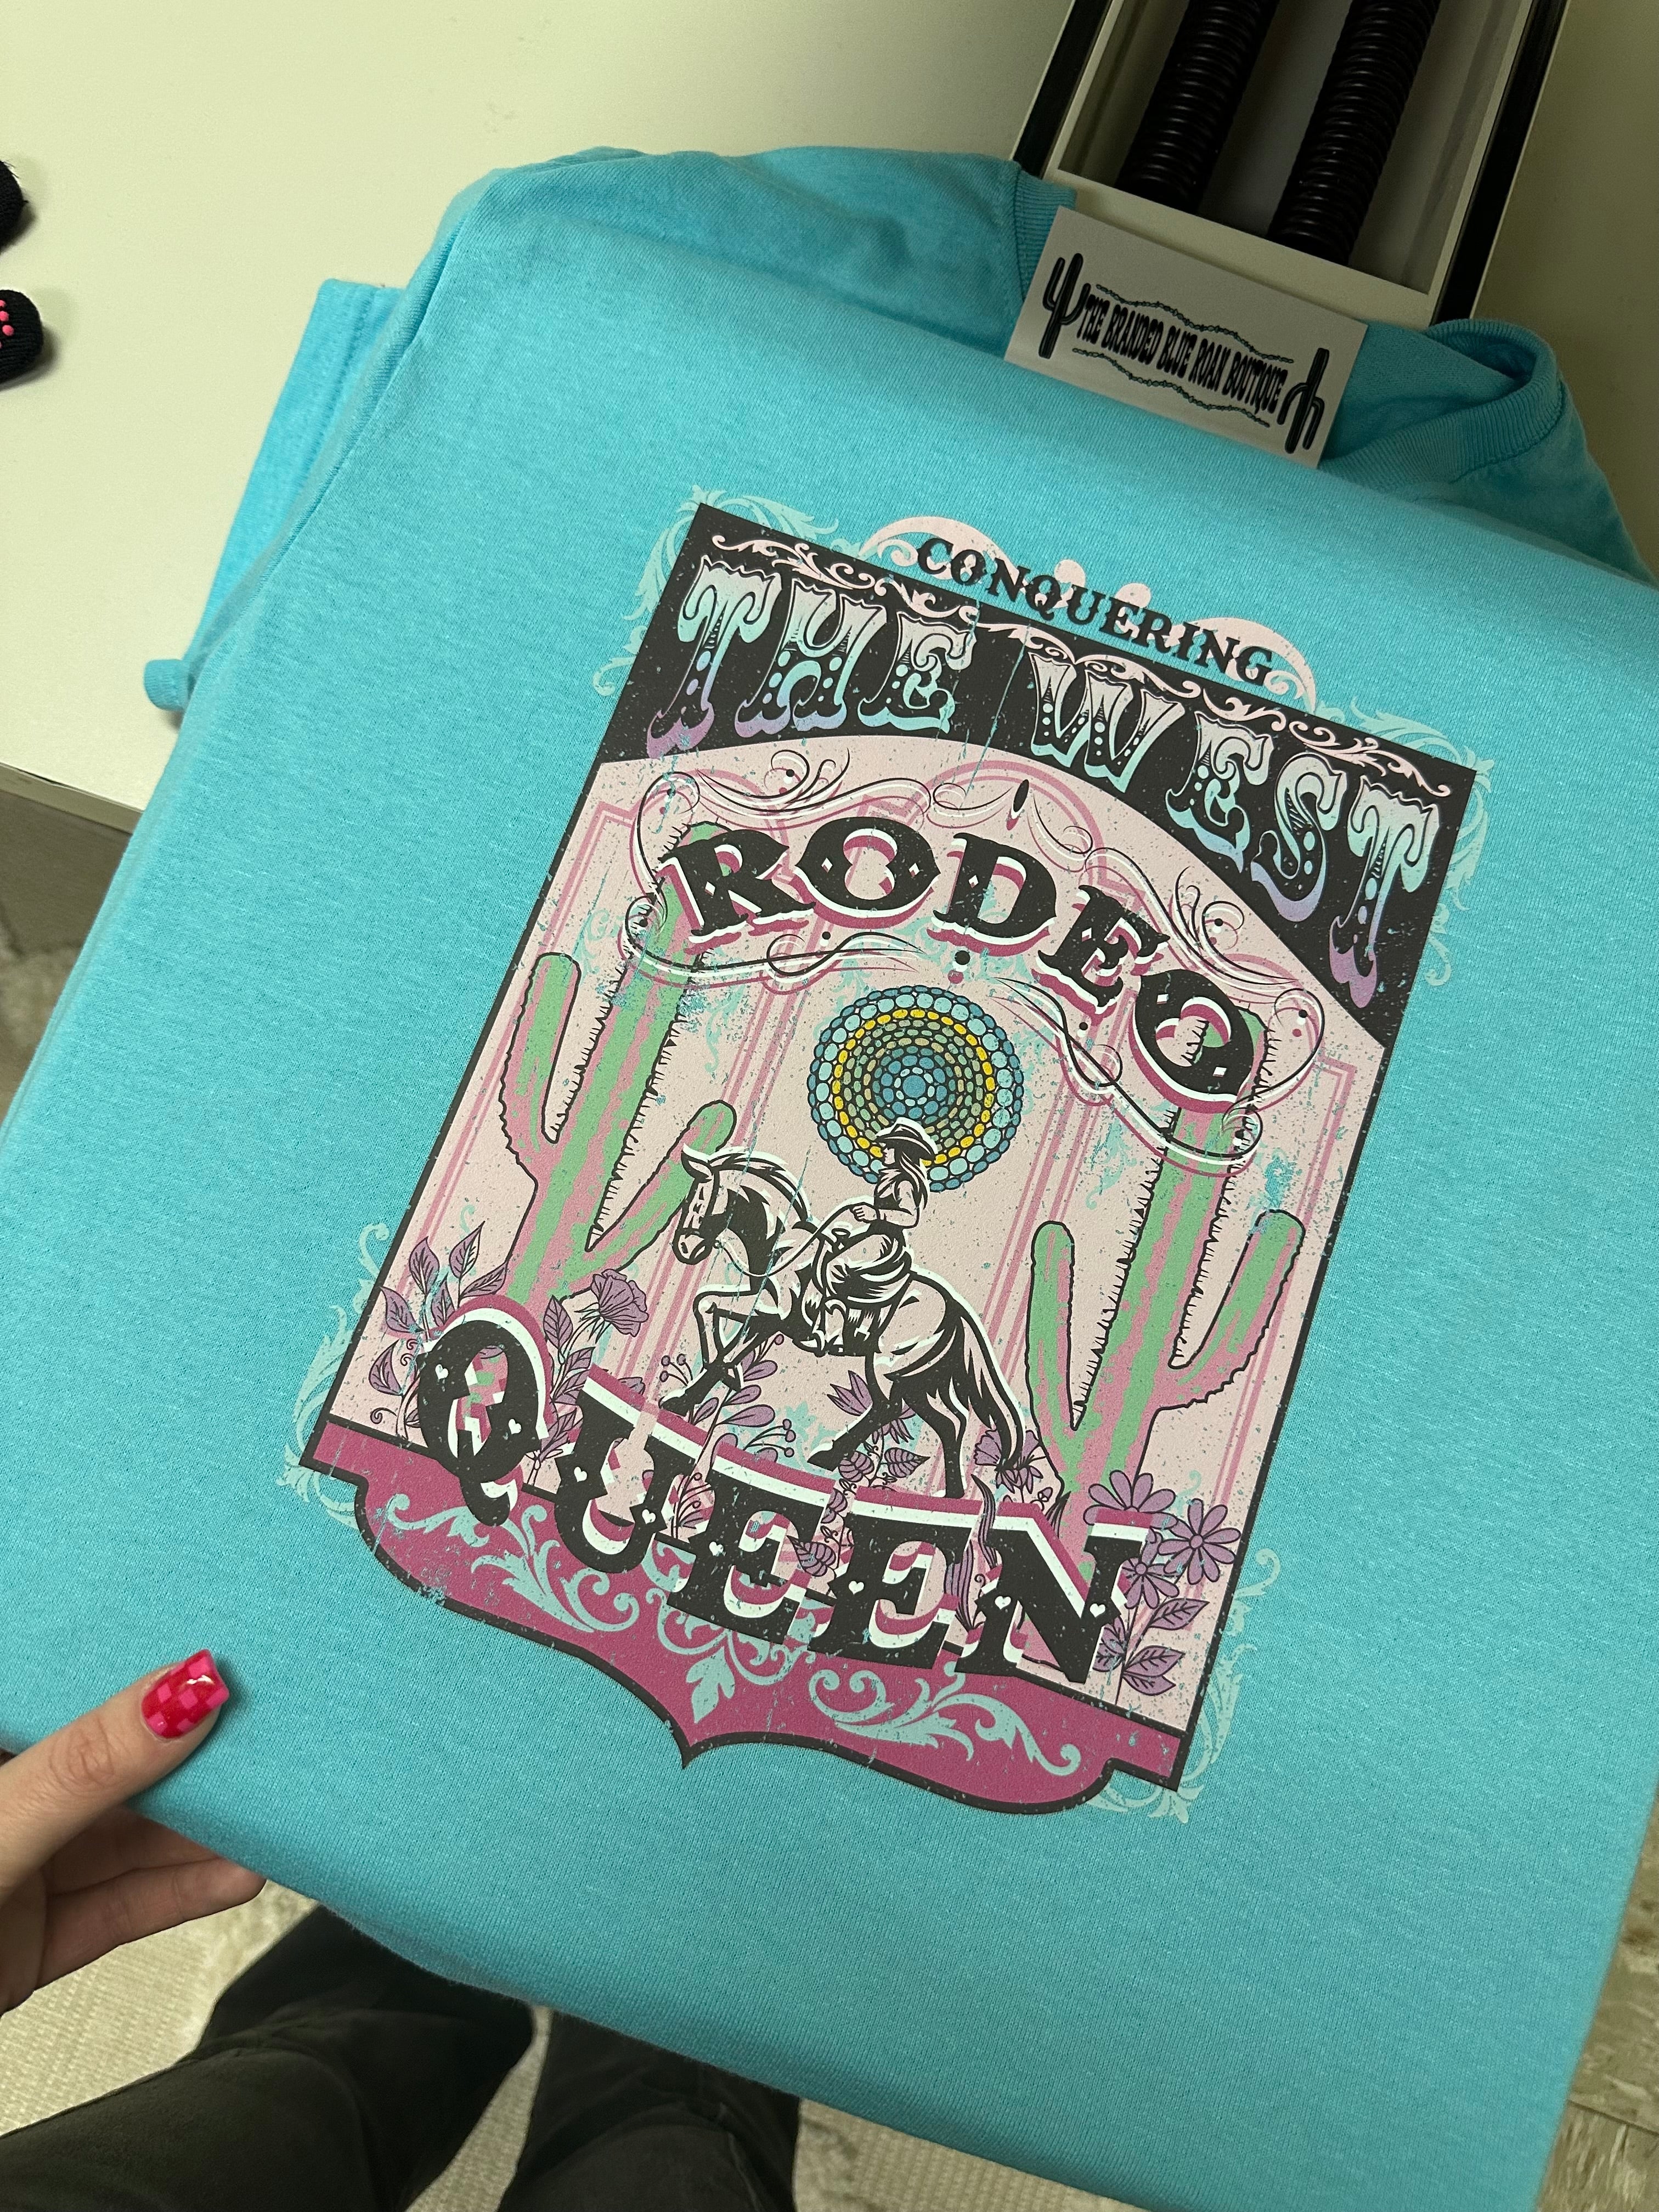 THE BRANDED BLUE ROAN BOUTIQUE
CONQUERING
THE WEST
RODEO
QUEEN